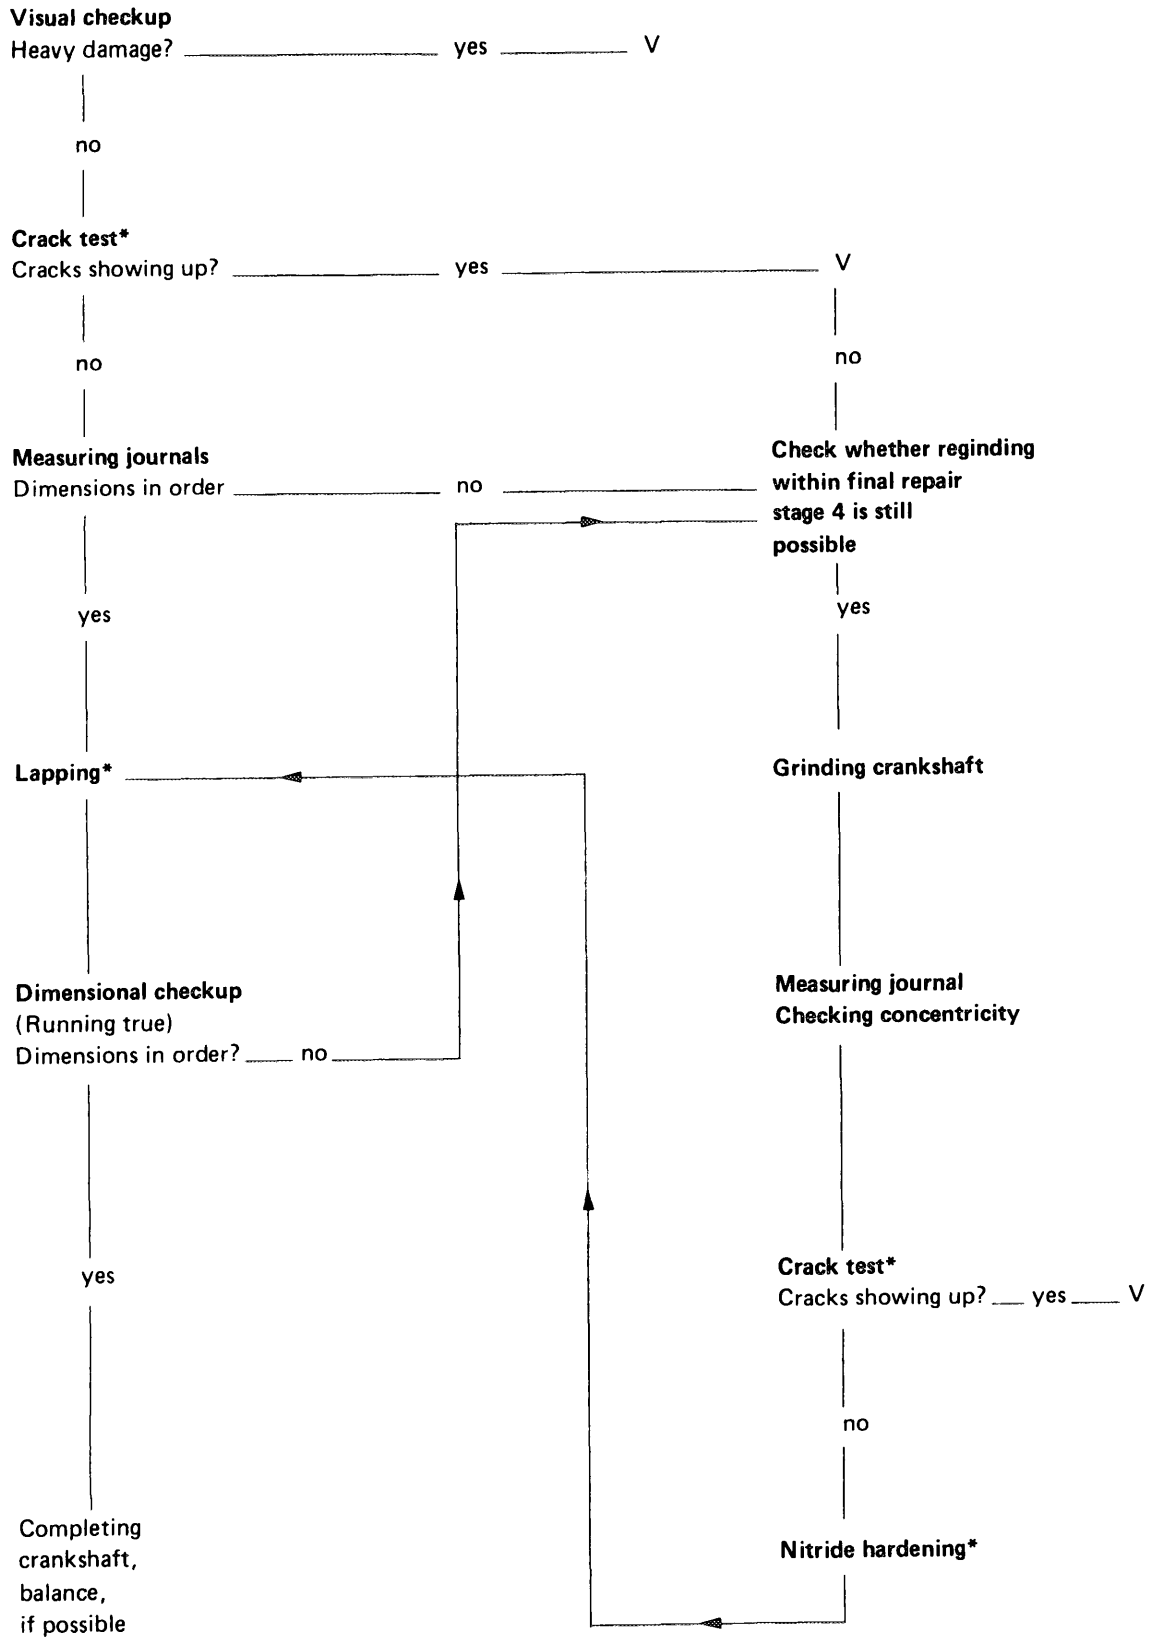 Visual checkup
Heavy damage? yes V
no
Crack test*
Cracks showing up? yes V
no
no
Measuring journals
Dimensions in order no
Check whether reginding
within final repair
stage 4 is still
possible
yes
yes
Lapping*
Grinding crankshaft
Dimensional checkup
(Running true)
Dimensions in order? no
Measuring journal
Checking concentricity
yes
Crack test*
Cracks showing up? yes V
no
Completing
crankshaft,
balance,
if possible
Nitride hardening*